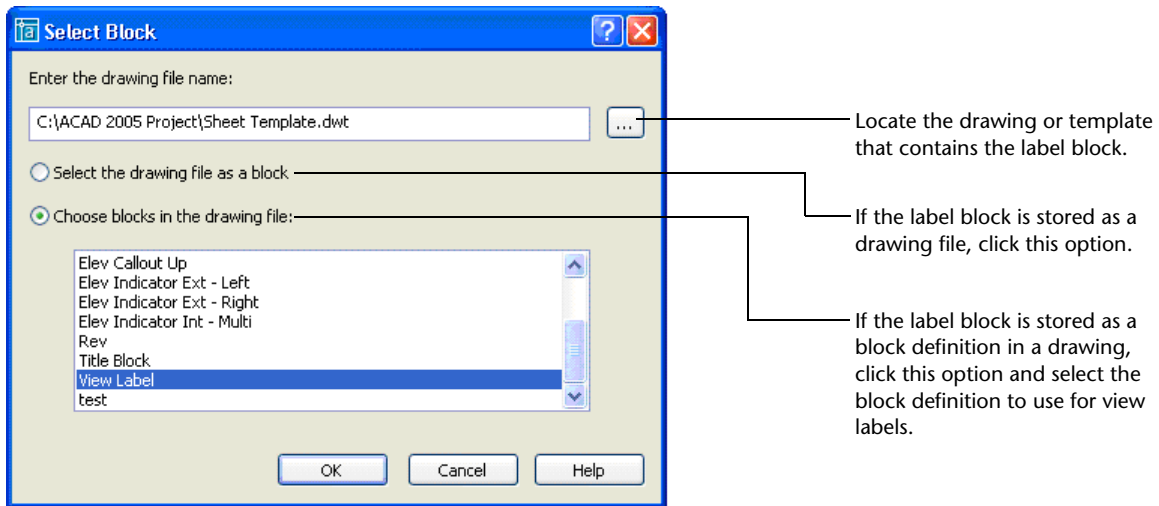 Select Block
Enter the drawing file name:
C:\ACAD 2005 Project\Sheet Template.dwt
...
Locate the drawing or template
that contains the label block.
Select the drawing file as a block
If the label block is stored as a
drawing file, click this option.
Choose blocks in the drawing file:
Elev Callout Up
Elev Indicator Ext - Left
Elev Indicator Ext - Right
Elev Indicator Int - Multi
Rev
Title Block
View Label
test
If the label block is stored as a
block definition in a drawing,
click this option and select the
block definition to use for view
labels.
OK
Cancel
Help